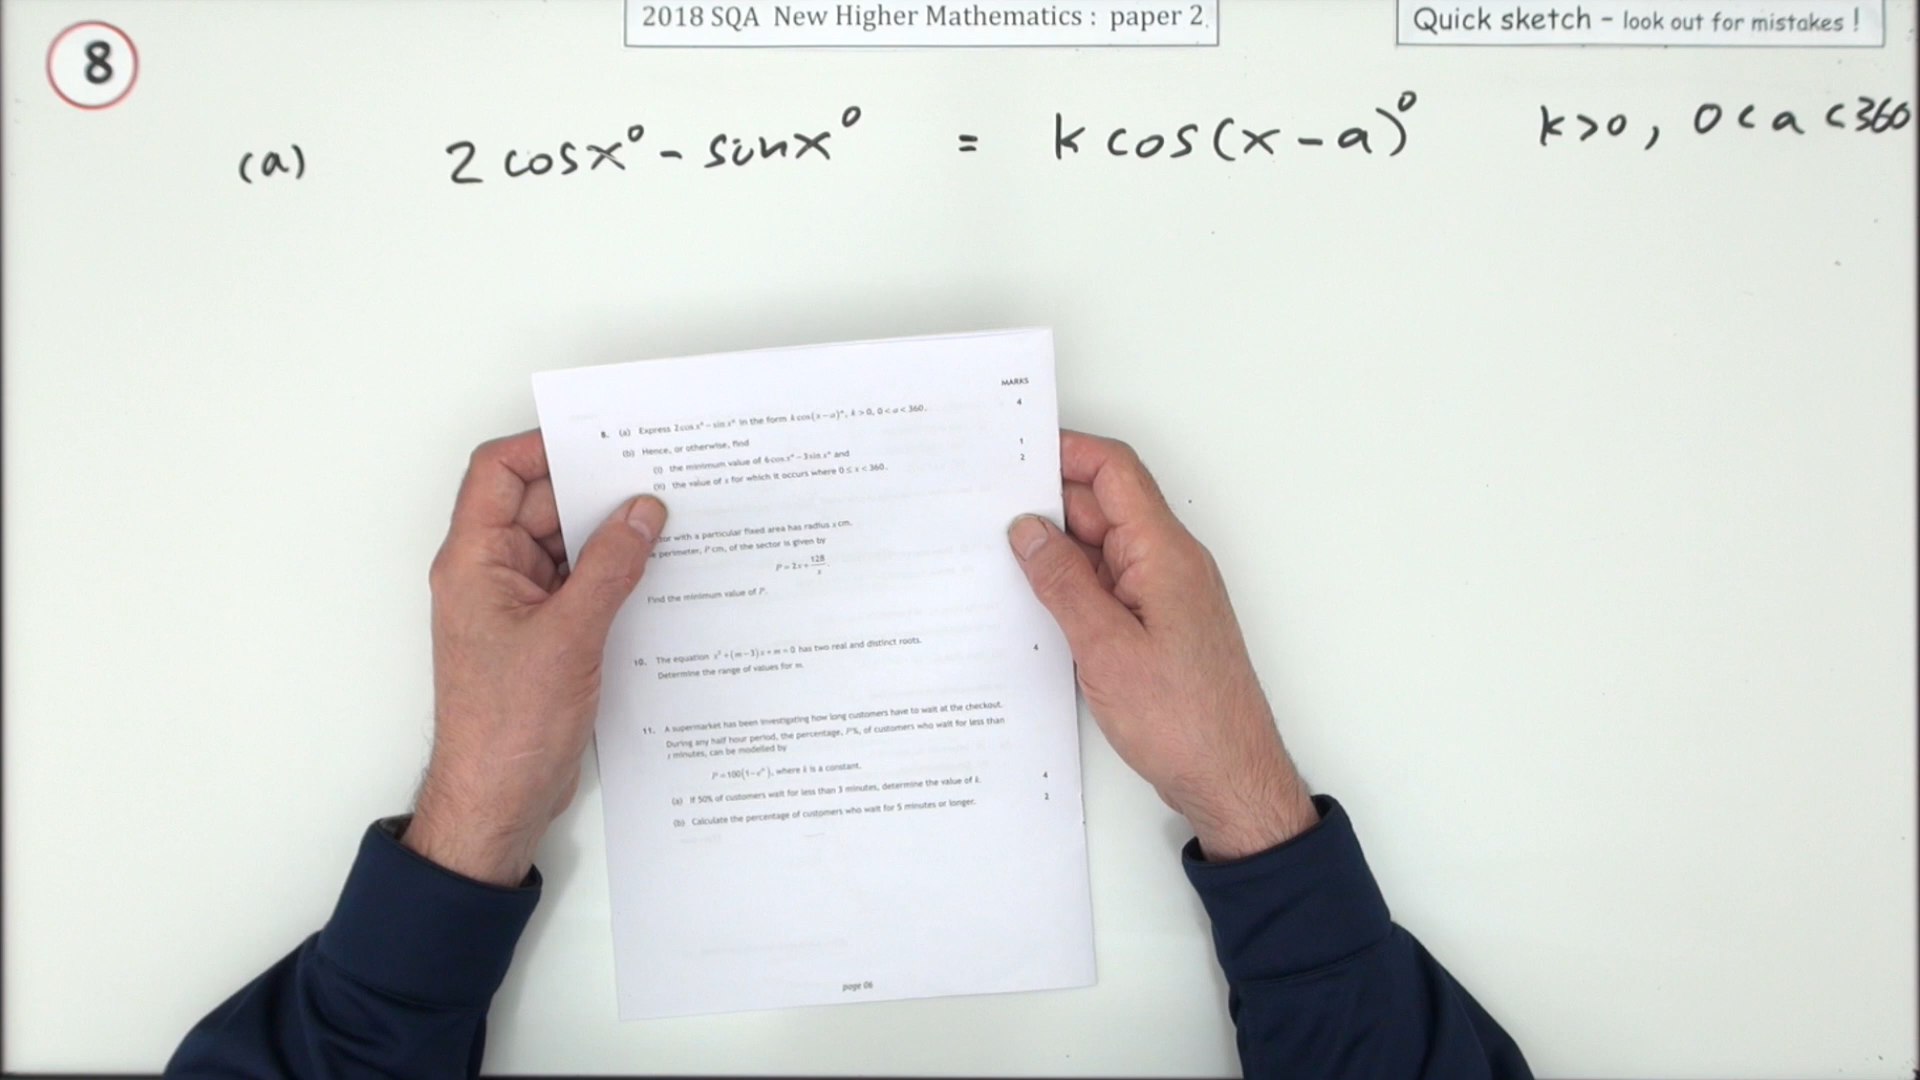 2018 SQA New Higher Mathematics : paper 2.
Quick sketch – look out for mistakes !
8
(a) 2 cosx⁰ - sinx⁰ = k cos(x-a)⁰ k>0, 0<a<360
MARKS
8. (a) Express 2cos x° − sin x° in the form k cos(x−a)°, k > 0, 0 < a < 360. 4
(b) Hence, or otherwise, find
(i) the minimum value of 6cos x° − 3sin x° and 1
(ii) the value of x for which it occurs where 0 ≤ x < 360. 2
with a particular fixed area has radius x cm.
perimeter, P cm, of the sector is given by
P = 2x + 128/x.
Find the minimum value of P.
10. The equation x² + (m−3)x + m = 0 has two real and distinct roots.
Determine the range of values for m. 4
11. A supermarket has been investigating how long customers have to wait at the checkout.
During any half hour period, the percentage, P%, of customers who wait for less than
t minutes, can be modelled by
P = 100(1−e^kt), where k is a constant.
(a) If 50% of customers wait for less than 3 minutes, determine the value of k. 4
(b) Calculate the percentage of customers who wait for 5 minutes or longer. 2
page 06